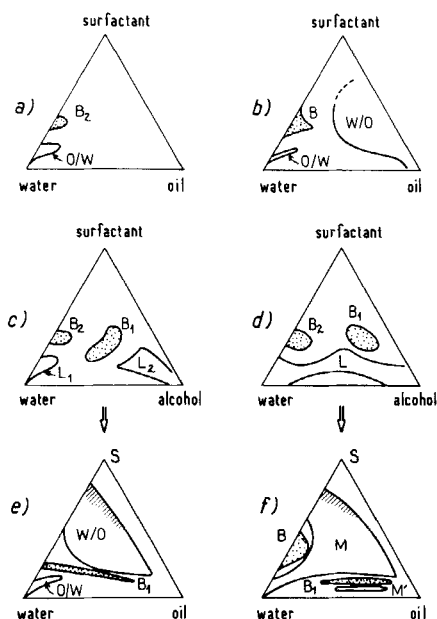 surfactant
a)
B2
O/W
water
oil
surfactant
b)
B
W/O
O/W
water
oil
surfactant
c)
B2
B1
L2
L1
water
alcohol
surfactant
d)
B2
B1
L
water
alcohol
S
e)
W/O
B1
O/W
water
oil
S
f)
B
M
B1
M'
water
oil